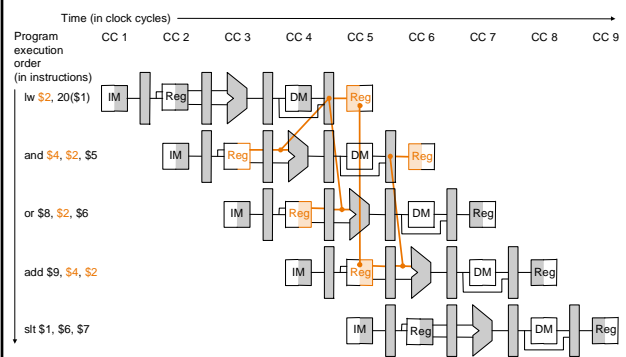 Time (in clock cycles)
Program
execution
order
(in instructions)
CC 1 CC 2 CC 3 CC 4 CC 5 CC 6 CC 7 CC 8 CC 9
lw $2, 20($1)
IM Reg DM Reg
and $4, $2, $5
IM Reg DM Reg
or $8, $2, $6
IM Reg DM Reg
add $9, $4, $2
IM Reg DM Reg
slt $1, $6, $7
IM Reg DM Reg